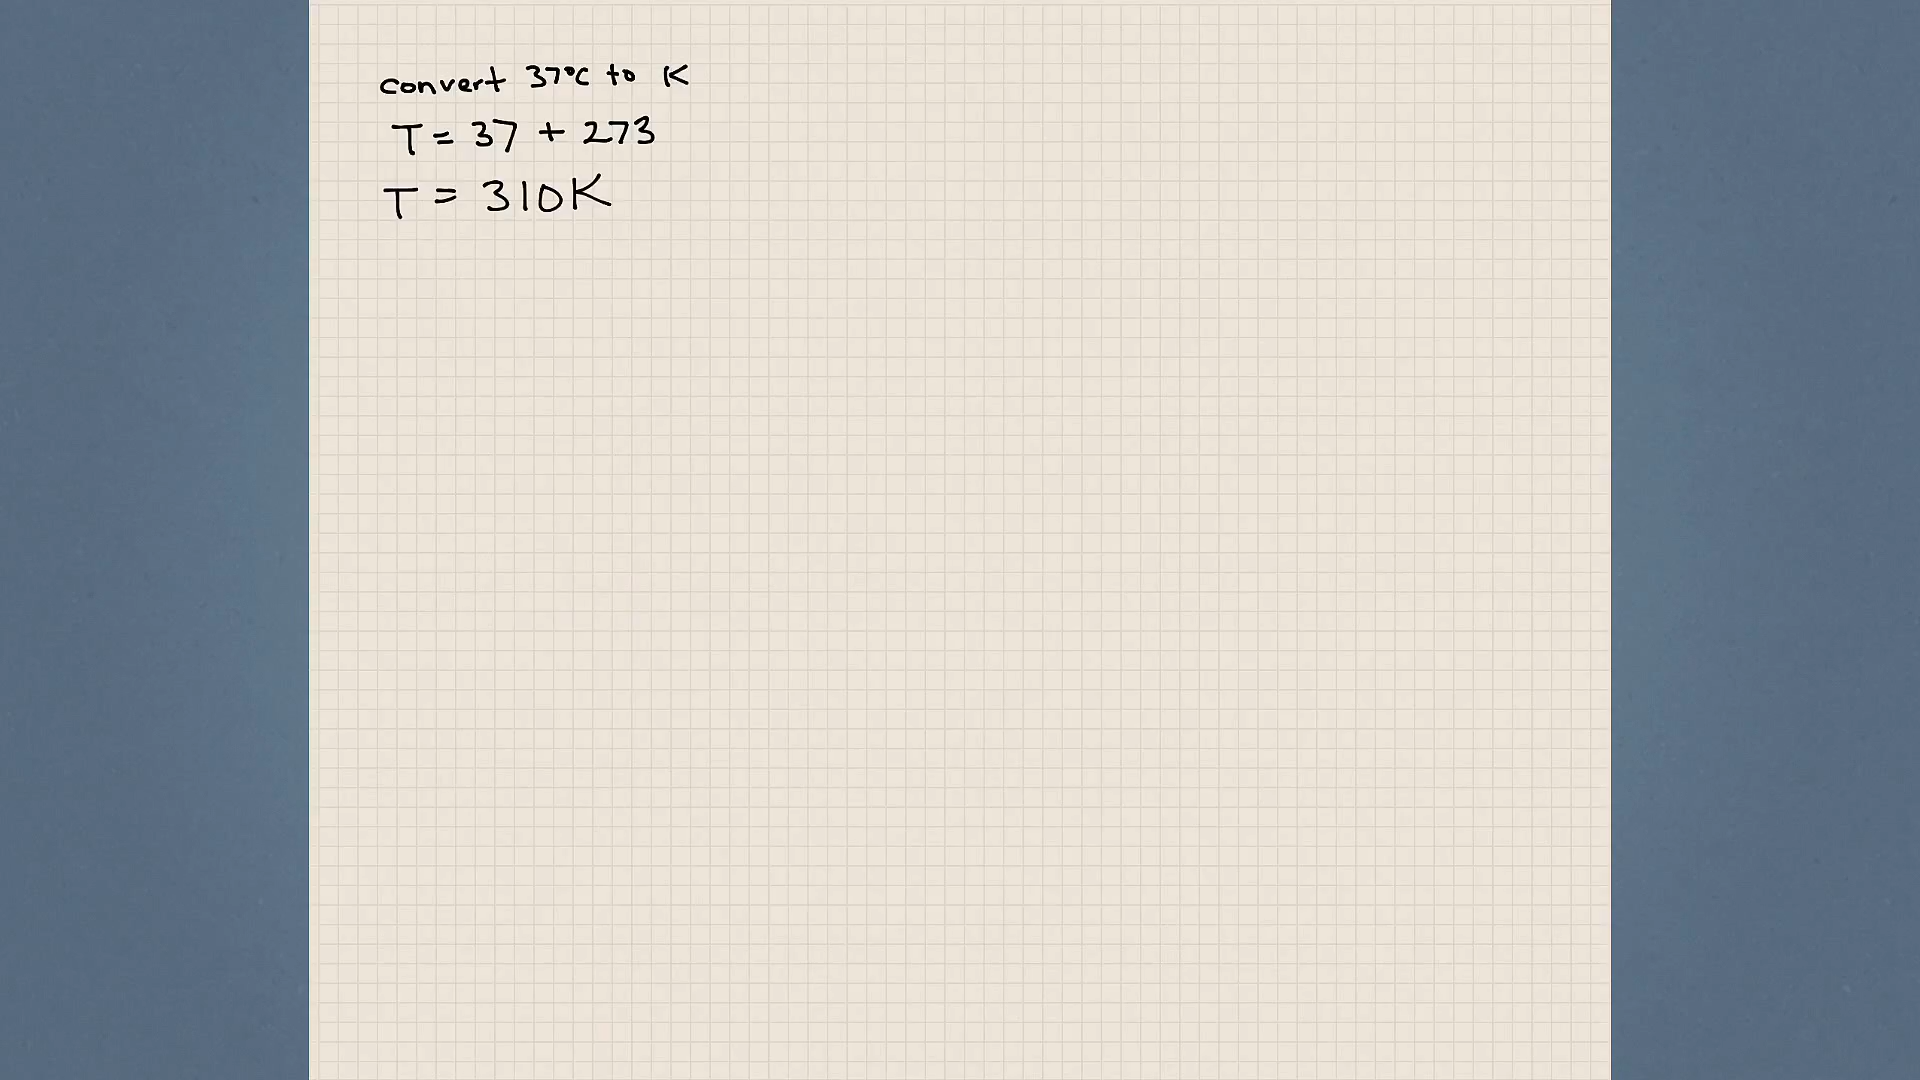 convert 37°C to K
T = 37 + 273
T = 310K